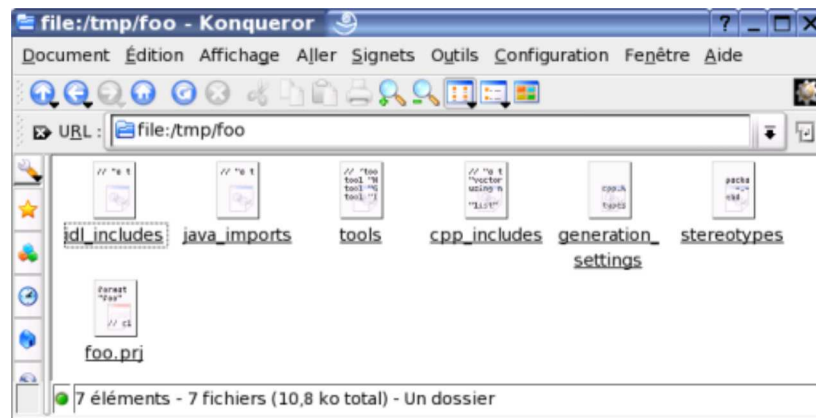 file:/tmp/foo - Konqueror
Document Édition Affichage Aller Signets Outils Configuration Fenêtre Aide
URL : file:/tmp/foo
idl_includes java_imports tools cpp_includes generation_ stereotypes
settings
foo.prj
7 éléments - 7 fichiers (10,8 ko total) - Un dossier